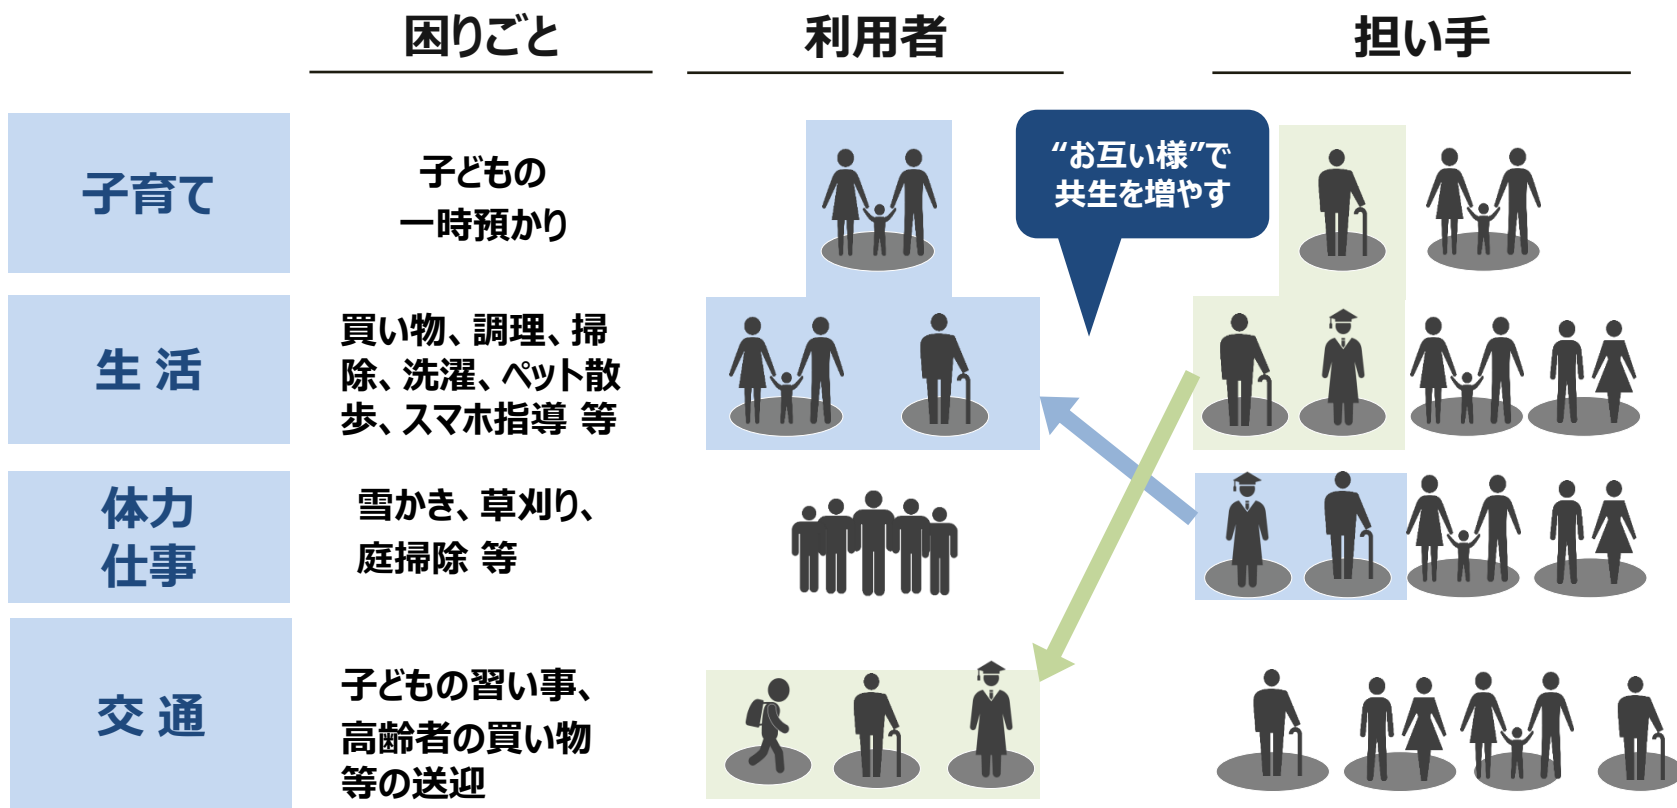 困りごと
利用者
担い手
子育て
子どもの
一時預かり
“お互い様”で
共生を増やす
生 活
買い物、調理、掃
除、洗濯、ペット散
歩、スマホ指導 等
体力
仕事
雪かき、草刈り、
庭掃除 等
交 通
子どもの習い事、
高齢者の買い物
等の送迎